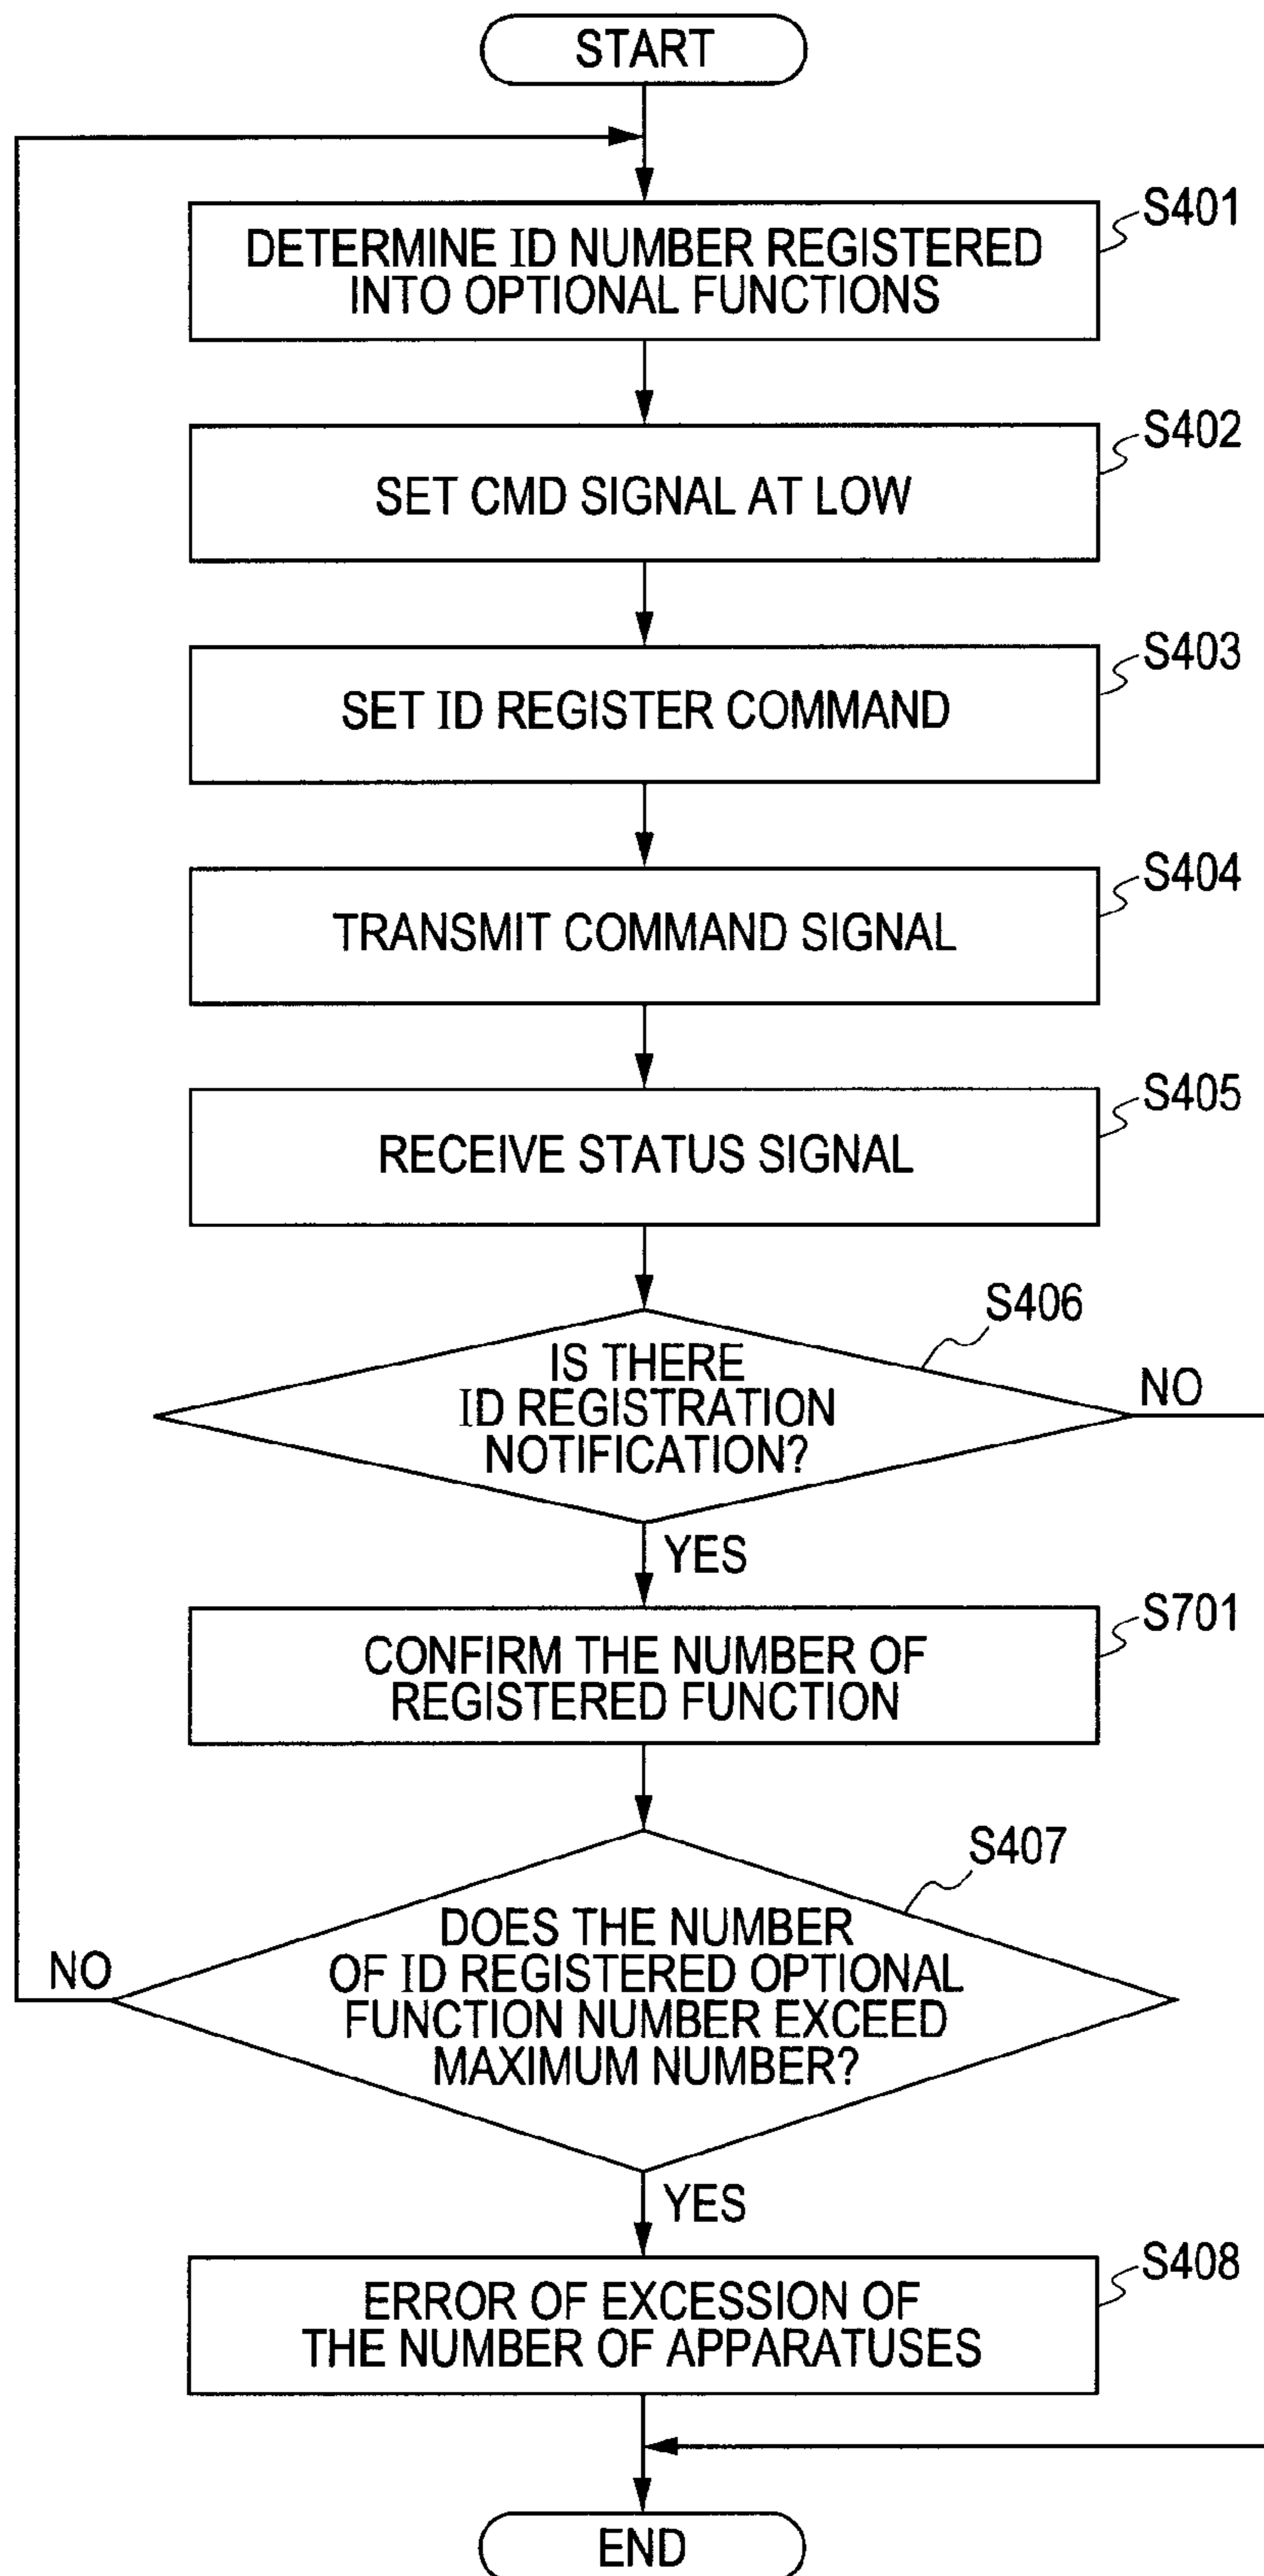 START
S401
DETERMINE ID NUMBER REGISTERED
INTO OPTIONAL FUNCTIONS
S402
SET CMD SIGNAL AT LOW
S403
SET ID REGISTER COMMAND
S404
TRANSMIT COMMAND SIGNAL
S405
RECEIVE STATUS SIGNAL
S406
IS THERE
ID REGISTRATION
NOTIFICATION?
NO
YES
S701
CONFIRM THE NUMBER OF
REGISTERED FUNCTION
S407
DOES THE NUMBER
OF ID REGISTERED OPTIONAL
FUNCTION NUMBER EXCEED
MAXIMUM NUMBER?
NO
YES
S408
ERROR OF EXCESSION OF
THE NUMBER OF APPARATUSES
END